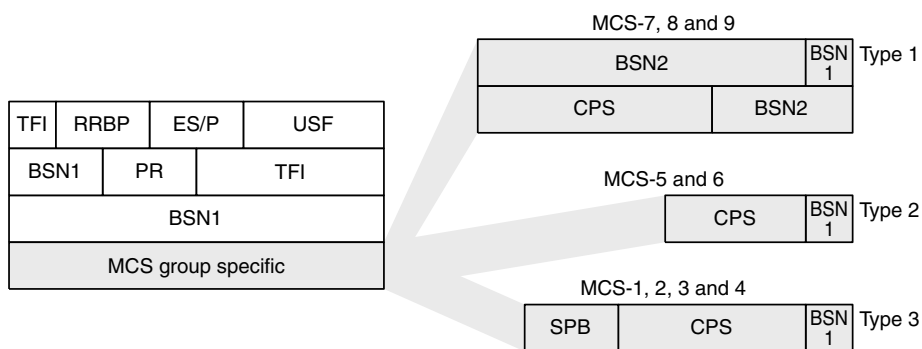 MCS-7, 8 and 9
BSN2 BSN 1 Type 1
CPS BSN2
TFI RRBP ES/P USF
BSN1 PR TFI
BSN1
MCS group specific
MCS-5 and 6
CPS BSN 1 Type 2
MCS-1, 2, 3 and 4
SPB CPS BSN 1 Type 3